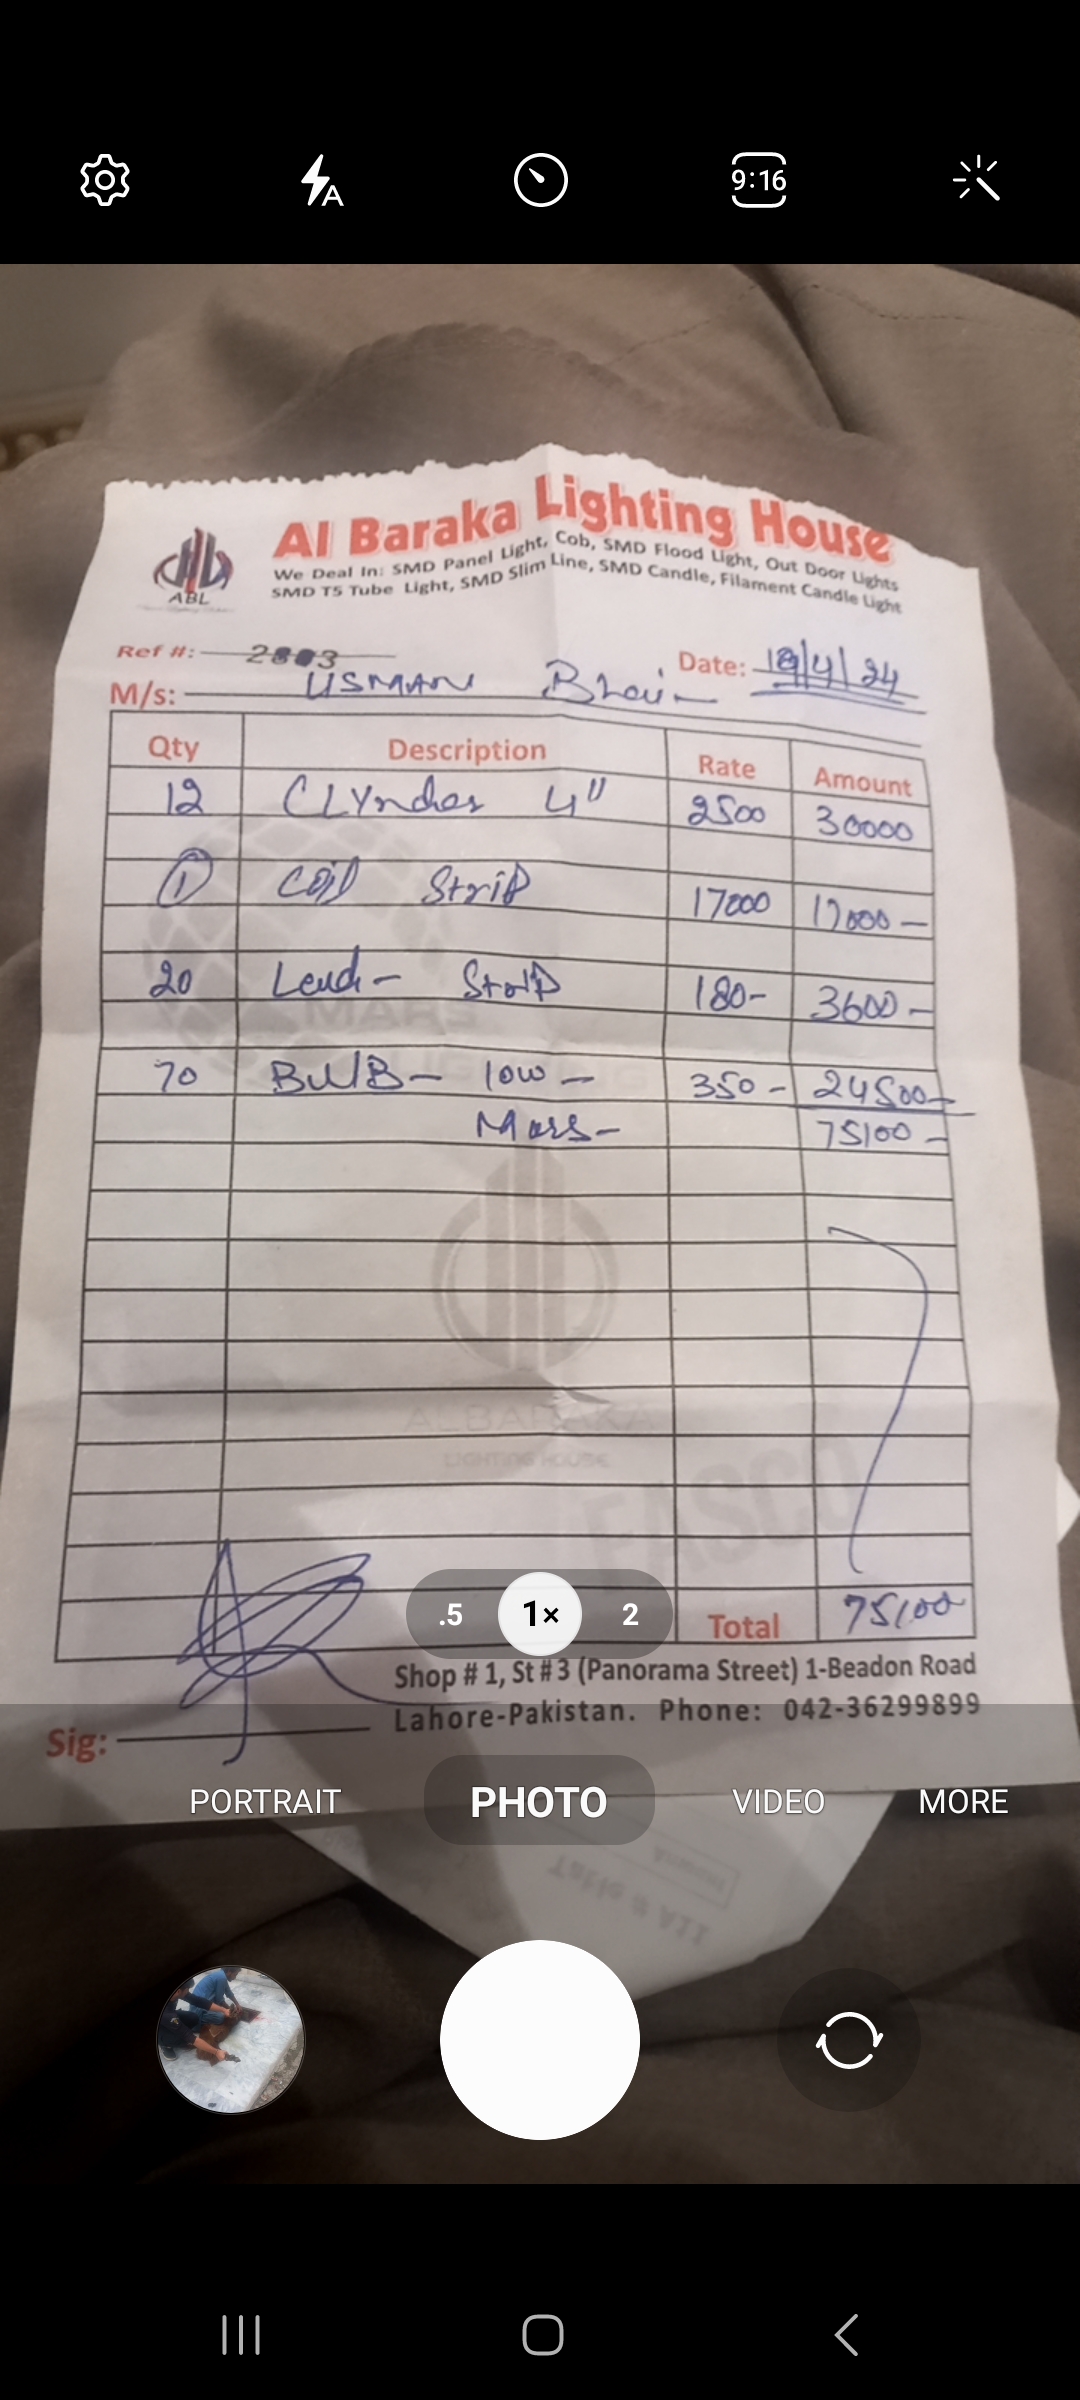 9:16
Al Baraka Lighting House
We Deal In: SMD Panel Light, Cob, SMD Flood Light, Out Door Lights
SMD T5 Tube Light, SMD Slim Line, SMD Candle, Filament Candle Light
ABL
Ref #: 2803
Date: /4/24
M/s: USMAN Bhai
Qty Description Rate Amount
12 CLYnder 4" 2500 30000
1 Coil Strip 17000 17000 -
20 Lead - Strip 180 - 3600 -
70 BulB - 10w - 350 - 24500 -
Mars - 75100 -
MARS
ALBARAKA
LIGHTING HOUSE
FASCO
.5 1× 2
Total 75100
Shop # 1, St # 3 (Panorama Street) 1-Beadon Road
Lahore-Pakistan. Phone: 042-36299899
Sig:
PORTRAIT PHOTO VIDEO MORE
Table # A11